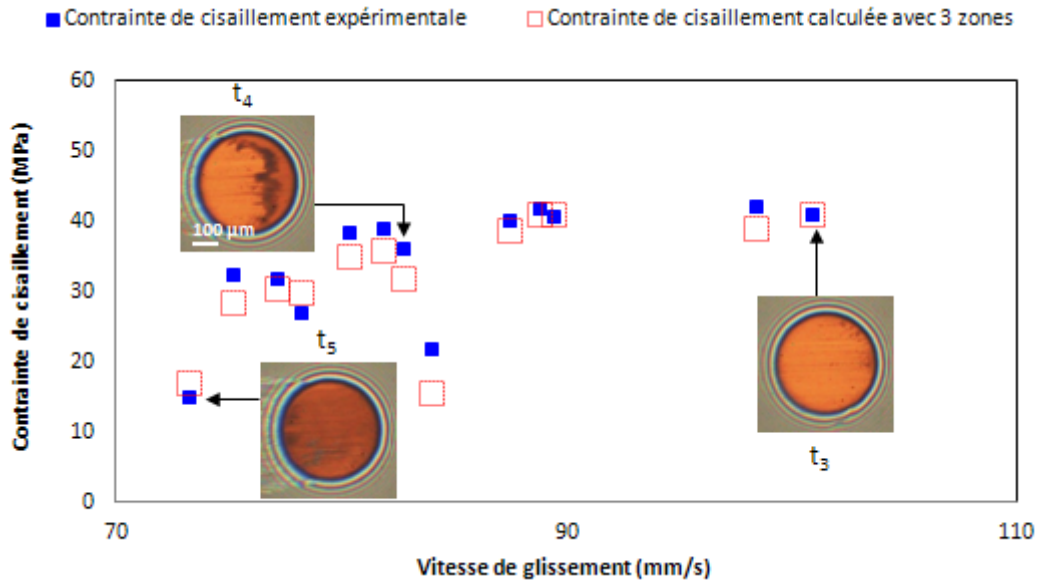 Contrainte de cisaillement expérimentale
Contrainte de cisaillement calculée avec 3 zones
Contrainte de cisaillement (MPa)
60
50
40
30
20
10
0
t₄
100 µm
t₅
t₃
70
90
110
Vitesse de glissement (mm/s)